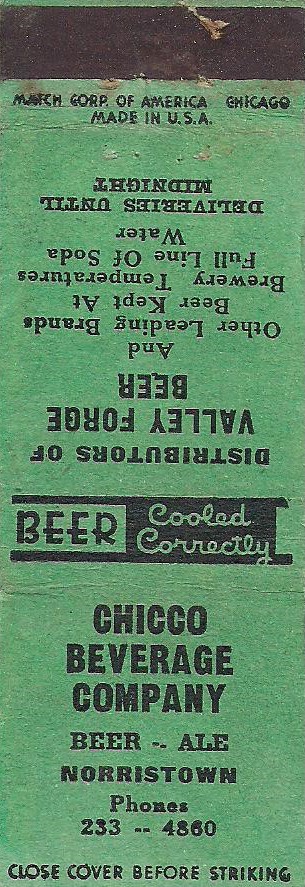 MATCH CORP. OF AMERICA CHICAGO
MADE IN U.S.A.
DISTRIBUTORS OF
VALLEY FORGE
BEER
And
Other Leading Brands
Beer Kept At
Brewery Temperatures
Full Line Of Soda
Water
DELIVERIES UNTIL
MIDNIGHT
BEER Cooled
Correctly
CHICCO
BEVERAGE
COMPANY
BEER -- ALE
NORRISTOWN
Phones
233 -- 4860
CLOSE COVER BEFORE STRIKING